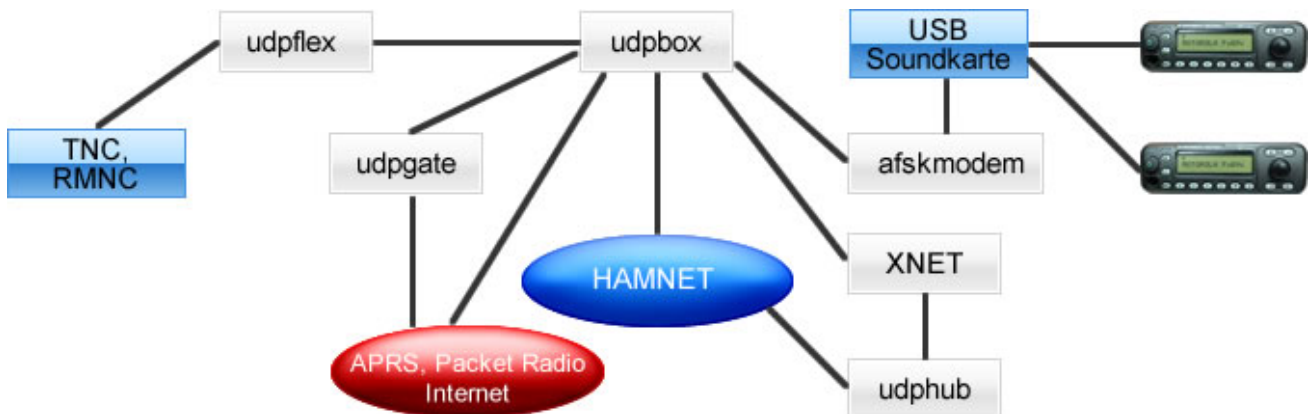 udpflex
udpbox
USB
Soundkarte
TNC,
RMNC
udpgate
afskmodem
HAMNET
XNET
APRS, Packet Radio
Internet
udphub